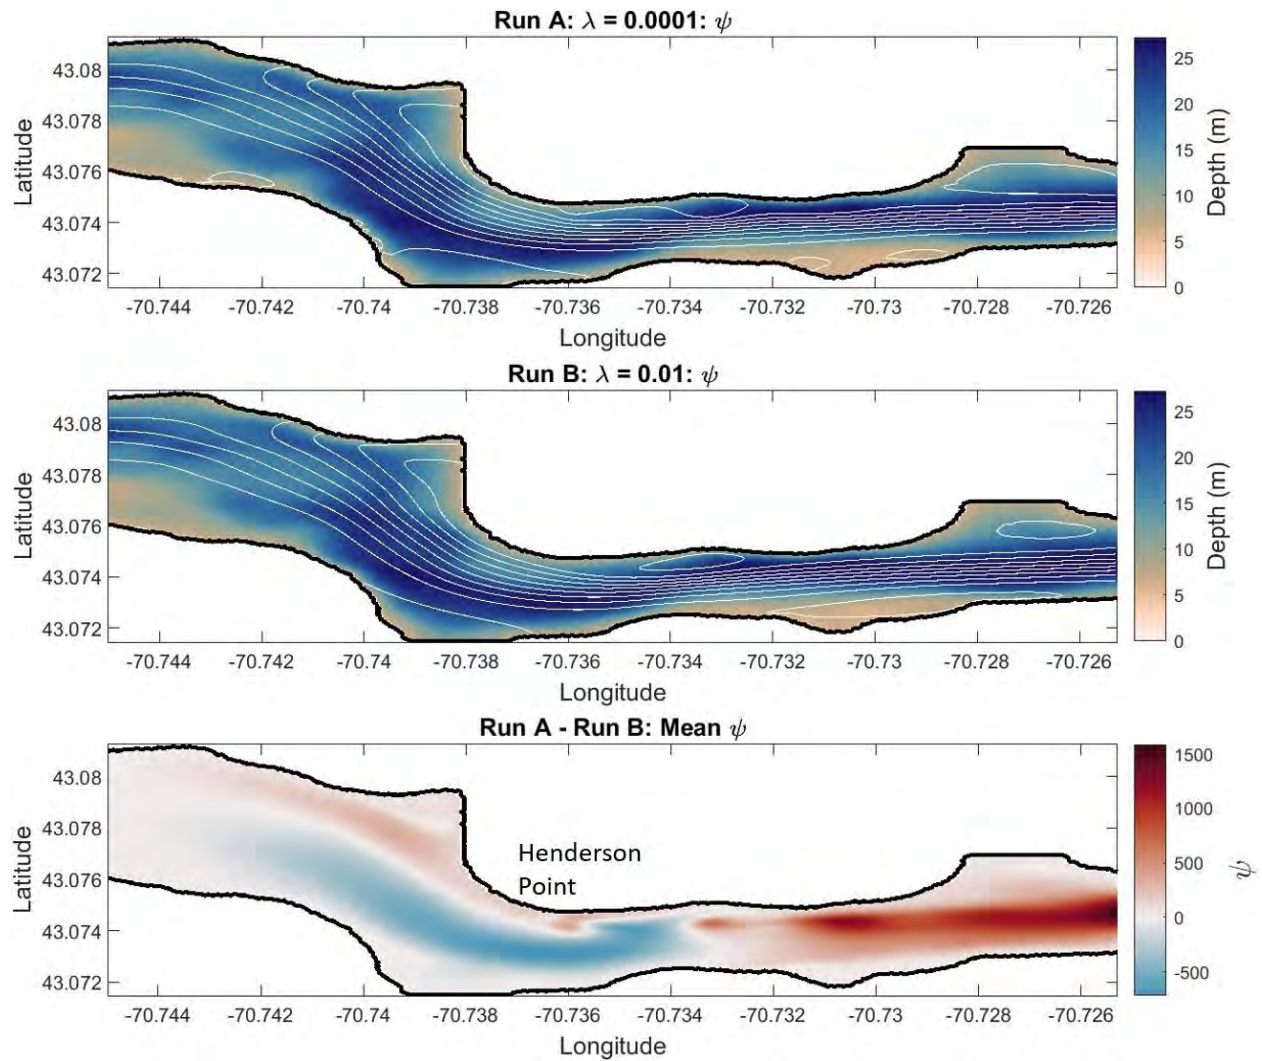 Run A: λ = 0.0001: ψ
43.08
43.078
43.076
43.074
43.072
Latitude
-70.744 -70.742 -70.74 -70.738 -70.736 -70.734 -70.732 -70.73 -70.728 -70.726
Longitude
25
20
15
10
5
0
Depth (m)
Run B: λ = 0.01: ψ
43.08
43.078
43.076
43.074
43.072
Latitude
-70.744 -70.742 -70.74 -70.738 -70.736 -70.734 -70.732 -70.73 -70.728 -70.726
Longitude
25
20
15
10
5
0
Depth (m)
Run A - Run B: Mean ψ
43.08
43.078
43.076
43.074
43.072
Latitude
Henderson
Point
-70.744 -70.742 -70.74 -70.738 -70.736 -70.734 -70.732 -70.73 -70.728 -70.726
Longitude
1500
1000
500
0
-500
ψ